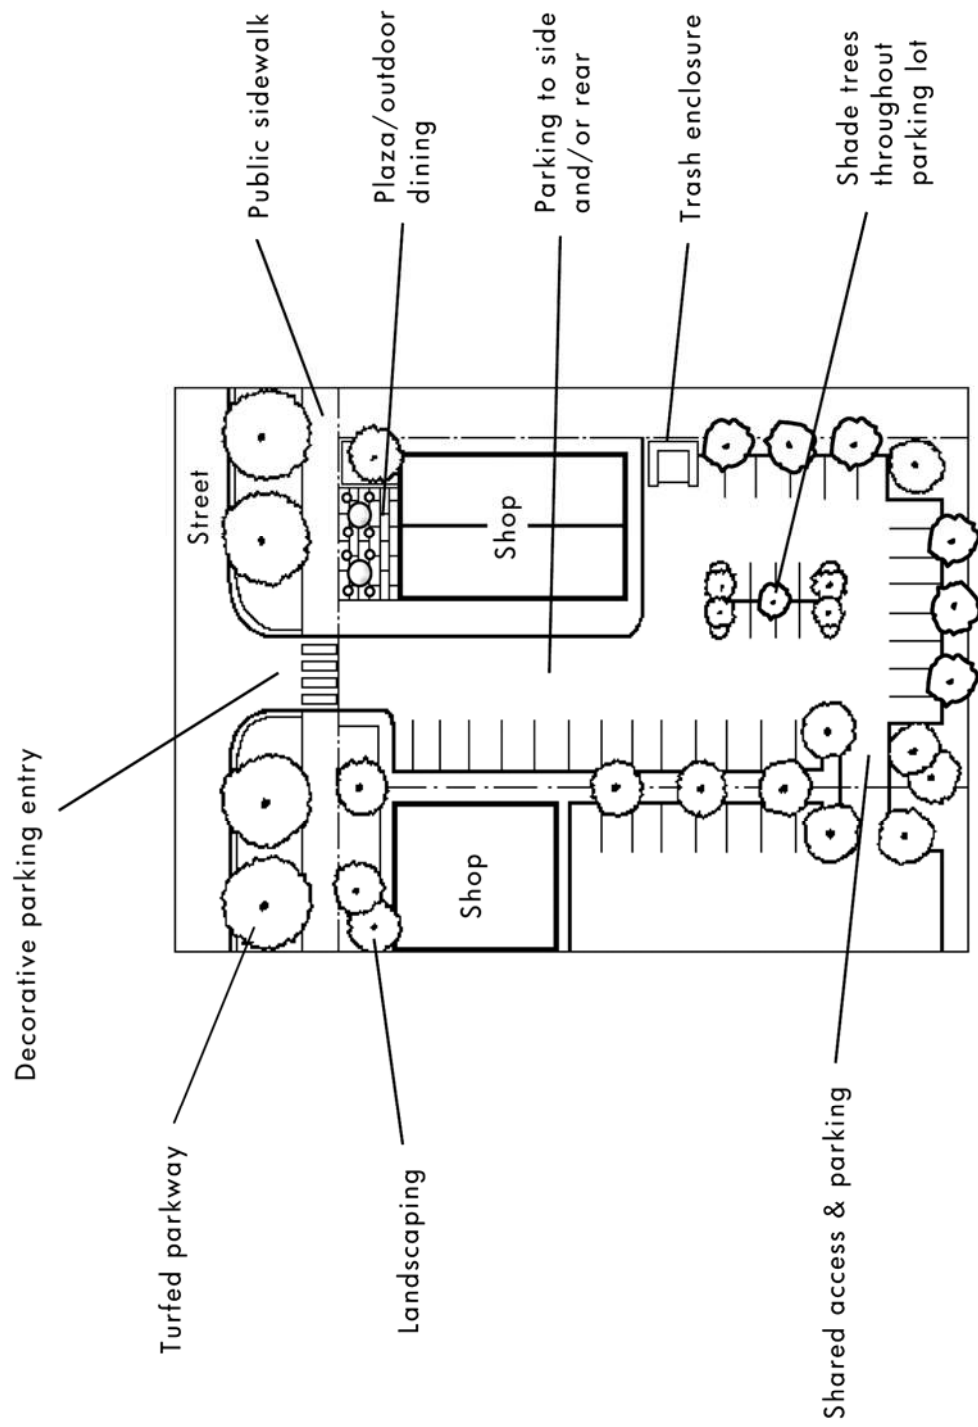 Public sidewalk
Plaza/outdoor
dining
Parking to side
and/or rear
Trash enclosure
Shade trees
throughout
parking lot
Street
Shop
Shop
Decorative parking entry
Turfed parkway
Landscaping
Shared access & parking